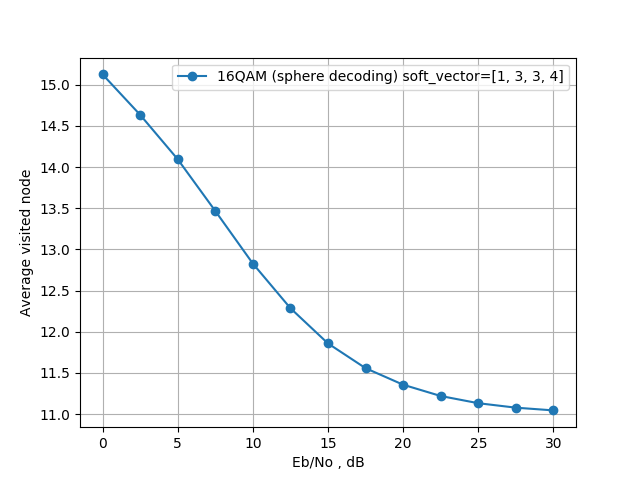 16QAM (sphere decoding) soft_vector=[1, 3, 3, 4]
15.0
14.5
14.0
13.5
13.0
12.5
12.0
11.5
11.0
Average visited node
0 5 10 15 20 25 30
Eb/No , dB